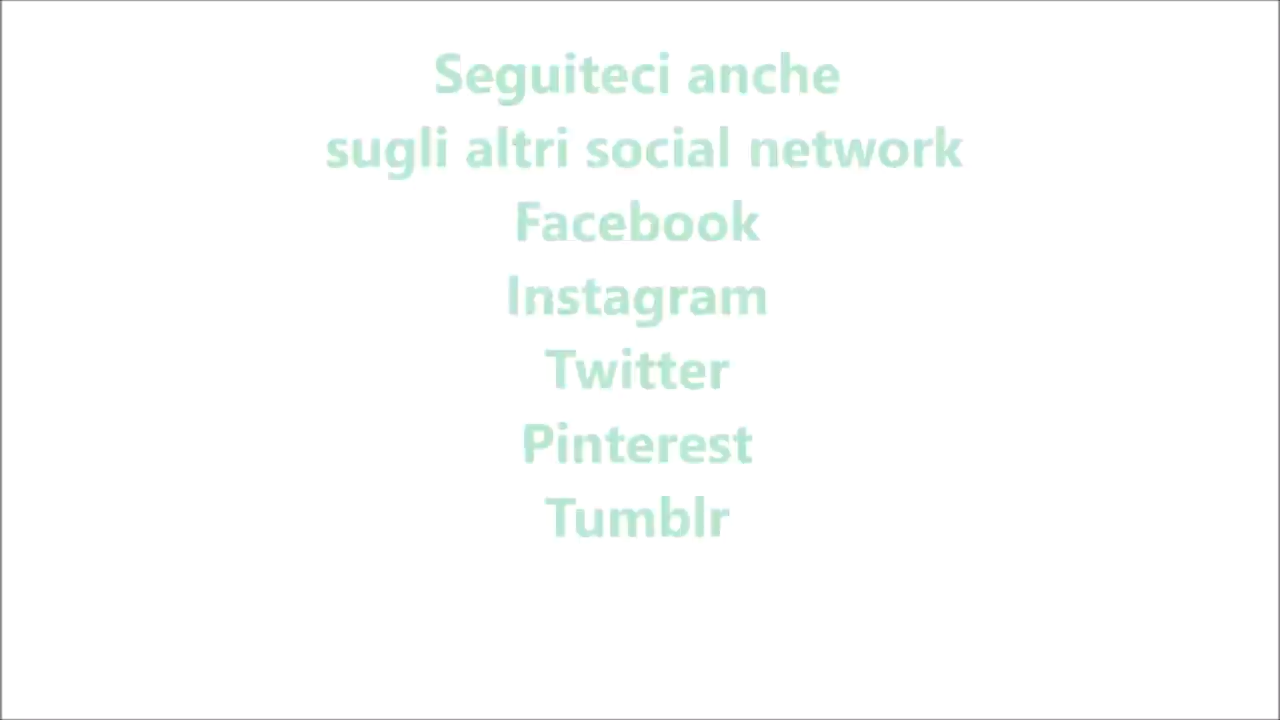 Seguiteci anche
sugli altri social network
Facebook
Instagram
Twitter
Pinterest
Tumblr